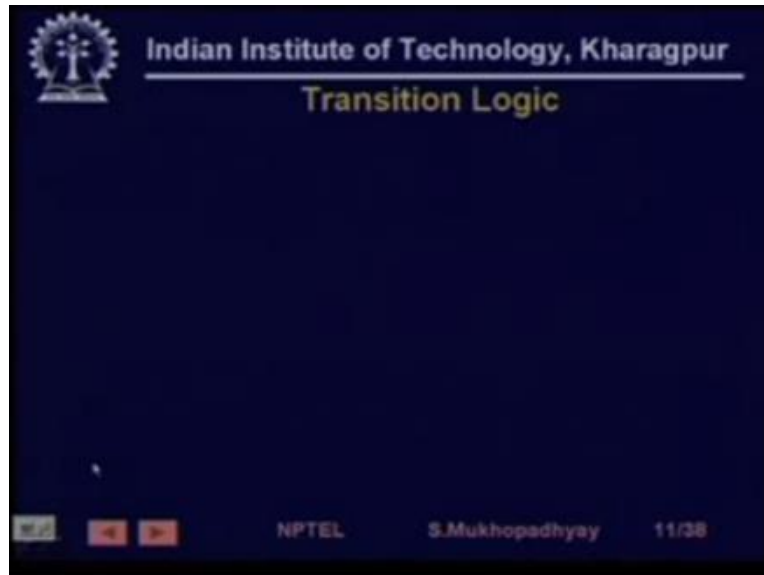 Indian Institute of Technology, Kharagpur
Transition Logic
NPTEL S.Mukhopadhyay 11/38